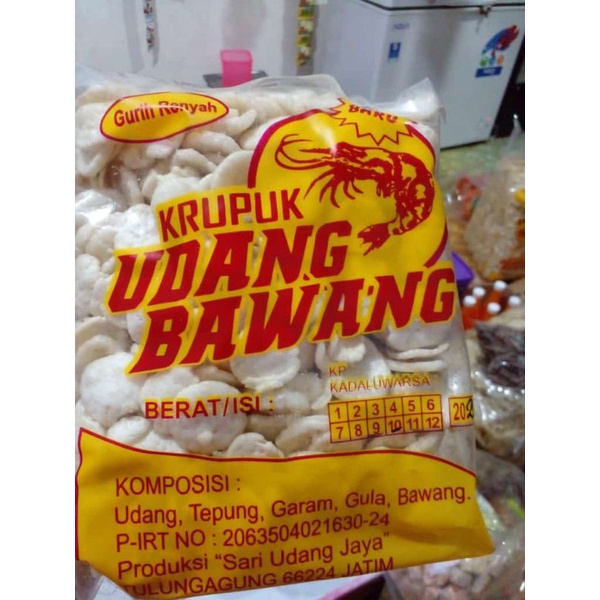 Gurih Renyah
BARU
KRUPUK
UDANG
BAWANG
KP
KADALUWARSA
BERAT/ISI :
1 2 3 4 5 6
7 8 9 10 11 12
KOMPOSISI :
Udang, Tepung, Garam, Gula, Bawang.
P-IRT NO : 2063504021630-24
Produksi "Sari Udang Jaya"
TULUNGAGUNG 66224 JATIM